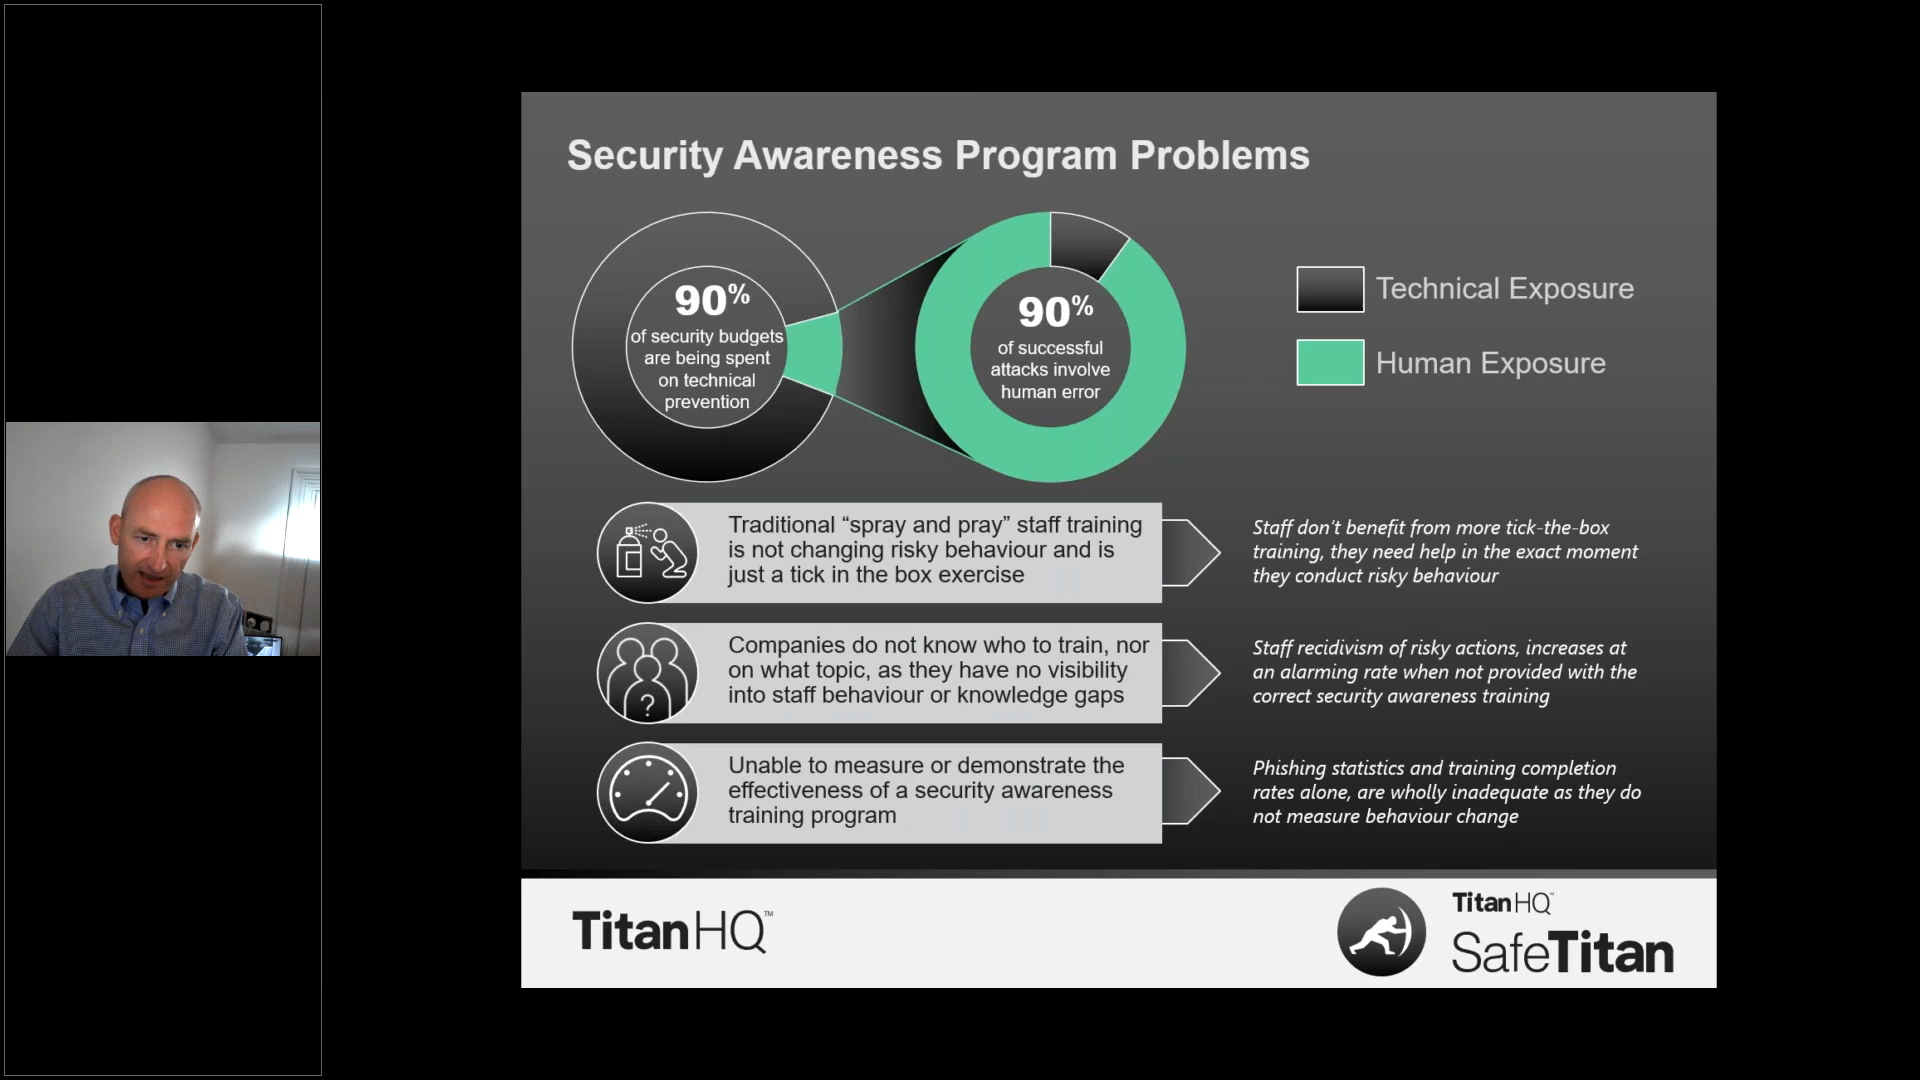 Security Awareness Program Problems
90%
of security budgets
are being spent
on technical
prevention
90%
of successful
attacks involve
human error
Technical Exposure
Human Exposure
Traditional “spray and pray” staff training
is not changing risky behaviour and is
just a tick in the box exercise
Staff don’t benefit from more tick-the-box
training, they need help in the exact moment
they conduct risky behaviour
?
Companies do not know who to train, nor
on what topic, as they have no visibility
into staff behaviour or knowledge gaps
Staff recidivism of risky actions, increases at
an alarming rate when not provided with the
correct security awareness training
Unable to measure or demonstrate the
effectiveness of a security awareness
training program
Phishing statistics and training completion
rates alone, are wholly inadequate as they do
not measure behaviour change
TitanHQ™
TitanHQ™
SafeTitan